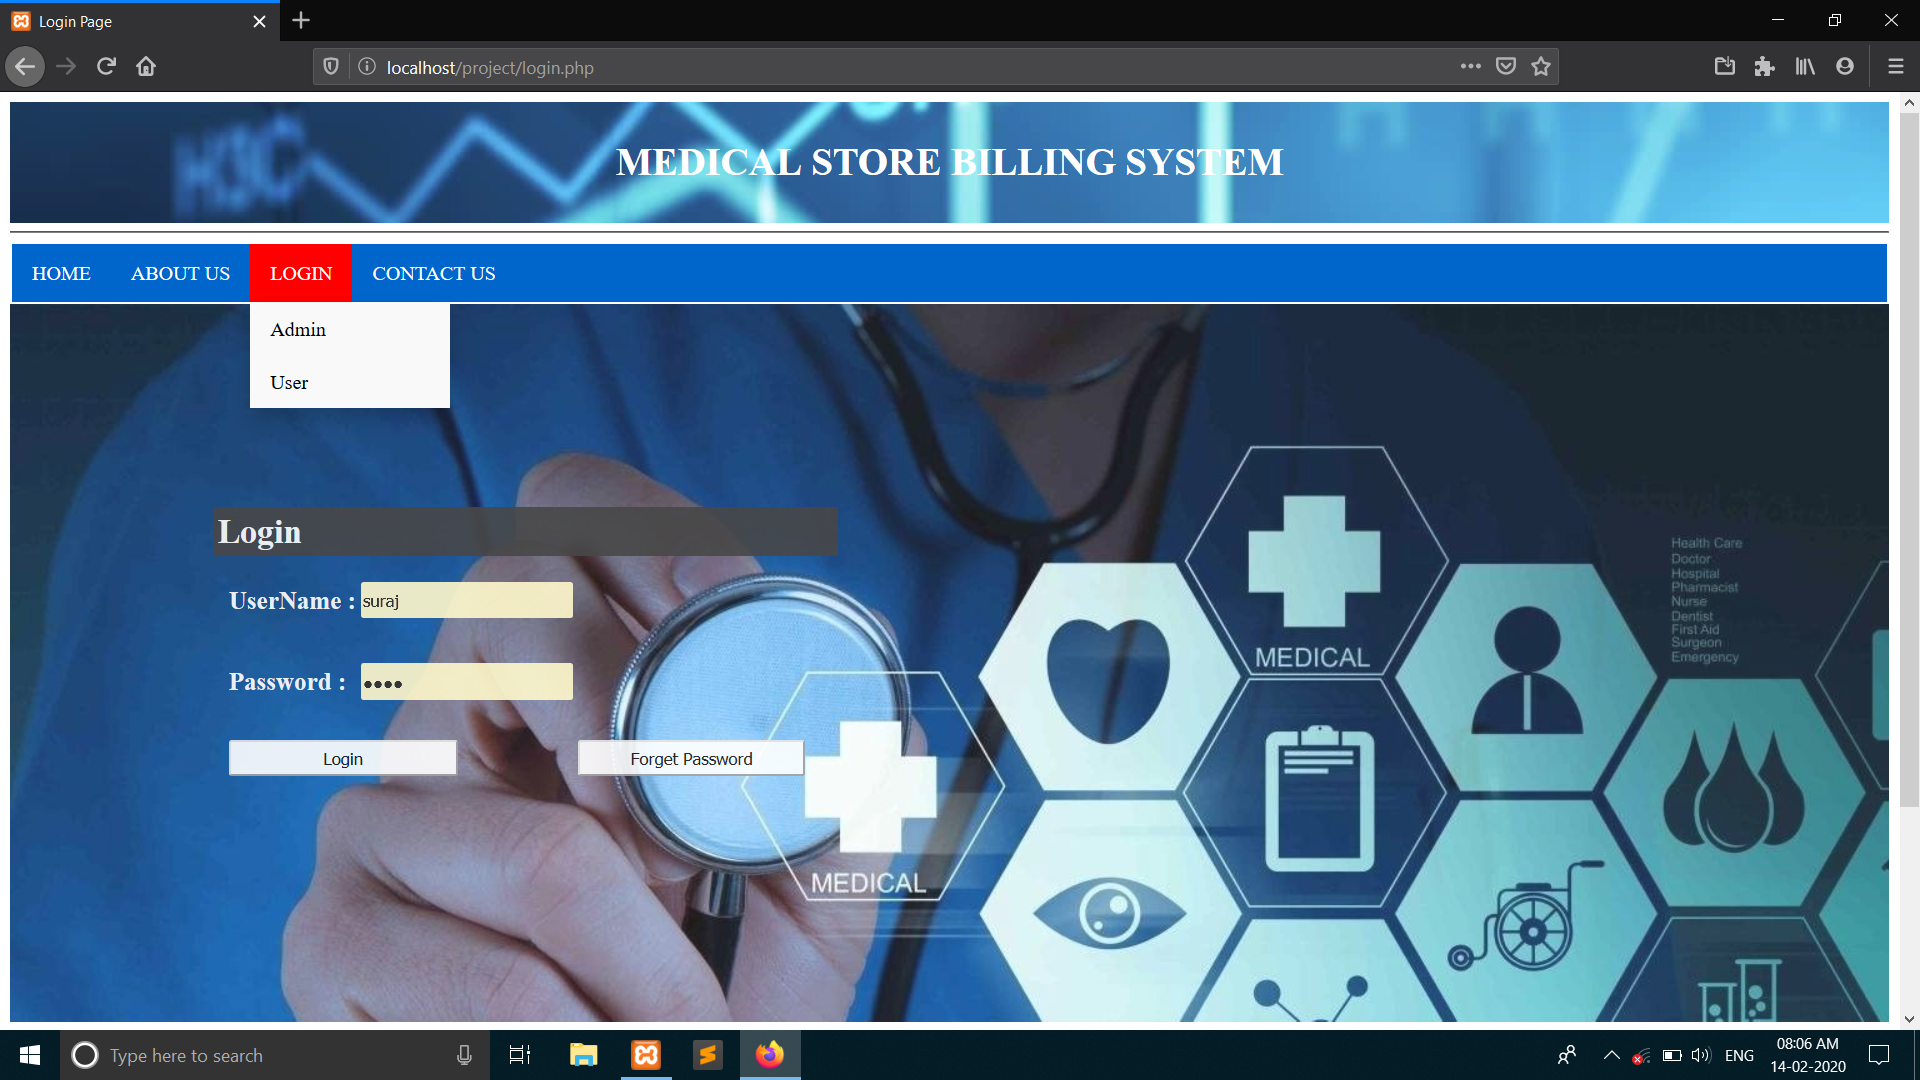 Login Page
localhost/project/login.php
MEDICAL STORE BILLING SYSTEM
HOME ABOUT US LOGIN CONTACT US
Admin
User
Login
UserName : suraj
Password : ••••
Login Forget Password
MEDICAL
MEDICAL
Health Care
Doctor
Hospital
Pharmacist
Nurse
Dentist
First Aid
Surgeon
Emergency
Type here to search
ENG
08:06 AM
14-02-2020